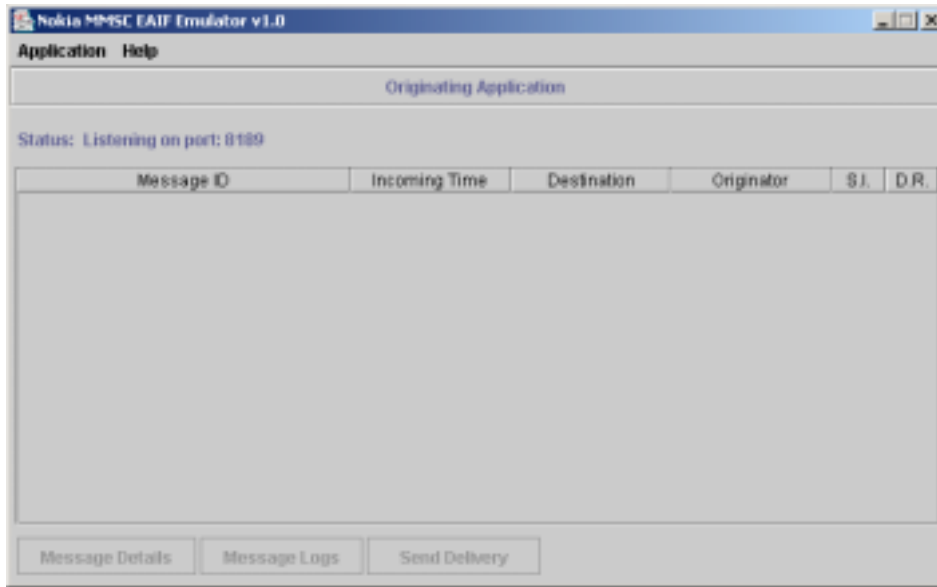 Nokia MMSC EAIF Emulator v1.0
Application Help
Originating Application
Status: Listening on port: 8189
Message ID Incoming Time Destination Originator S.I. D.R.
Message Details Message Logs Send Delivery